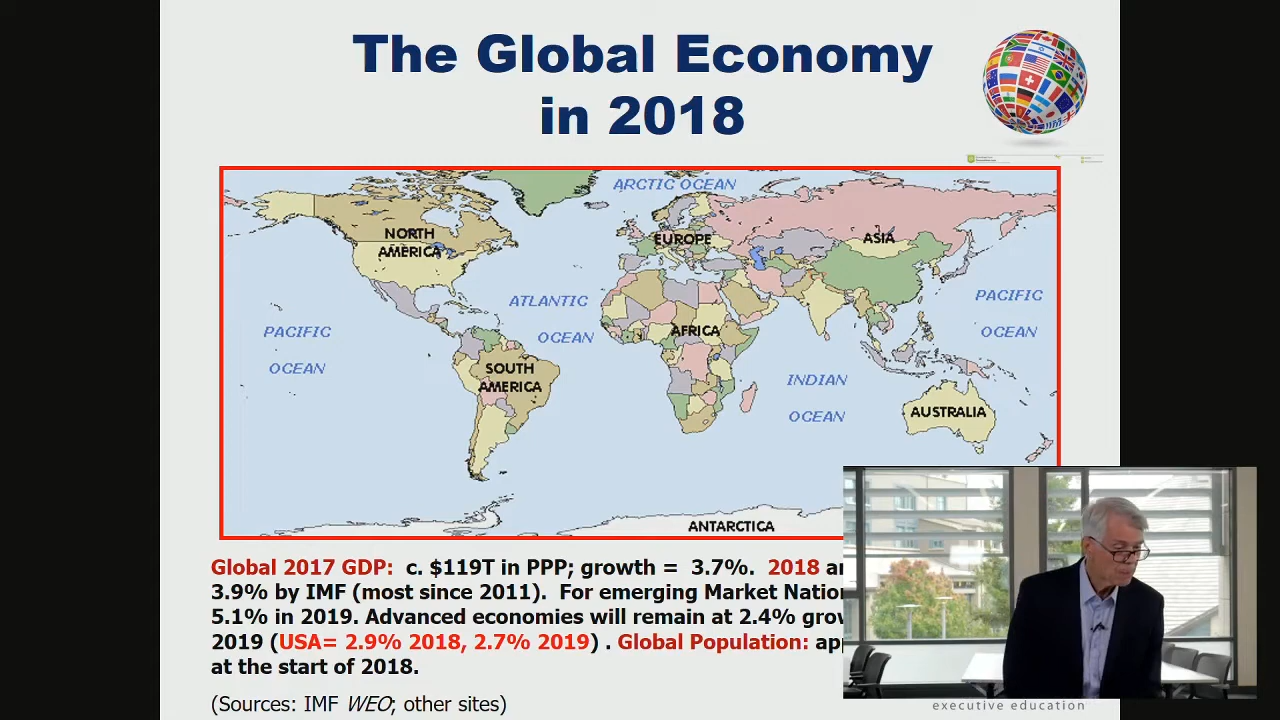 The Global Economy
in 2018
ARCTIC OCEAN
NORTH
AMERICA
EUROPE
ASIA
ATLANTIC
OCEAN
PACIFIC
OCEAN
PACIFIC
OCEAN
AFRICA
SOUTH
AMERICA
INDIAN
OCEAN
AUSTRALIA
ANTARCTICA
Global 2017 GDP: c. $119T in PPP; growth = 3.7%. 2018
3.9% by IMF (most since 2011). For emerging Market
5.1% in 2019. Advanced economies will remain at 2.4%
2019 (USA= 2.9% 2018, 2.7% 2019) . Global Population:
at the start of 2018.
(Sources: IMF WEO; other sites)
executive education